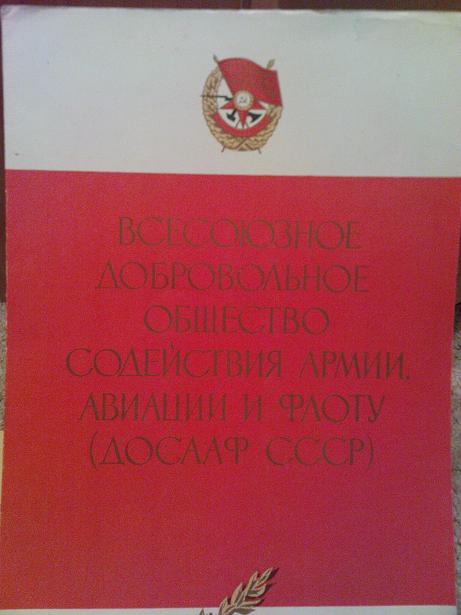 ВСЕСОЮЗНОЕ
ДОБРОВОЛЬНОЕ
ОБЩЕСТВО
СОДЕЙСТВИЯ АРМИИ,
АВИАЦИИ И ФЛОТУ
(ДОСААФ СССР)